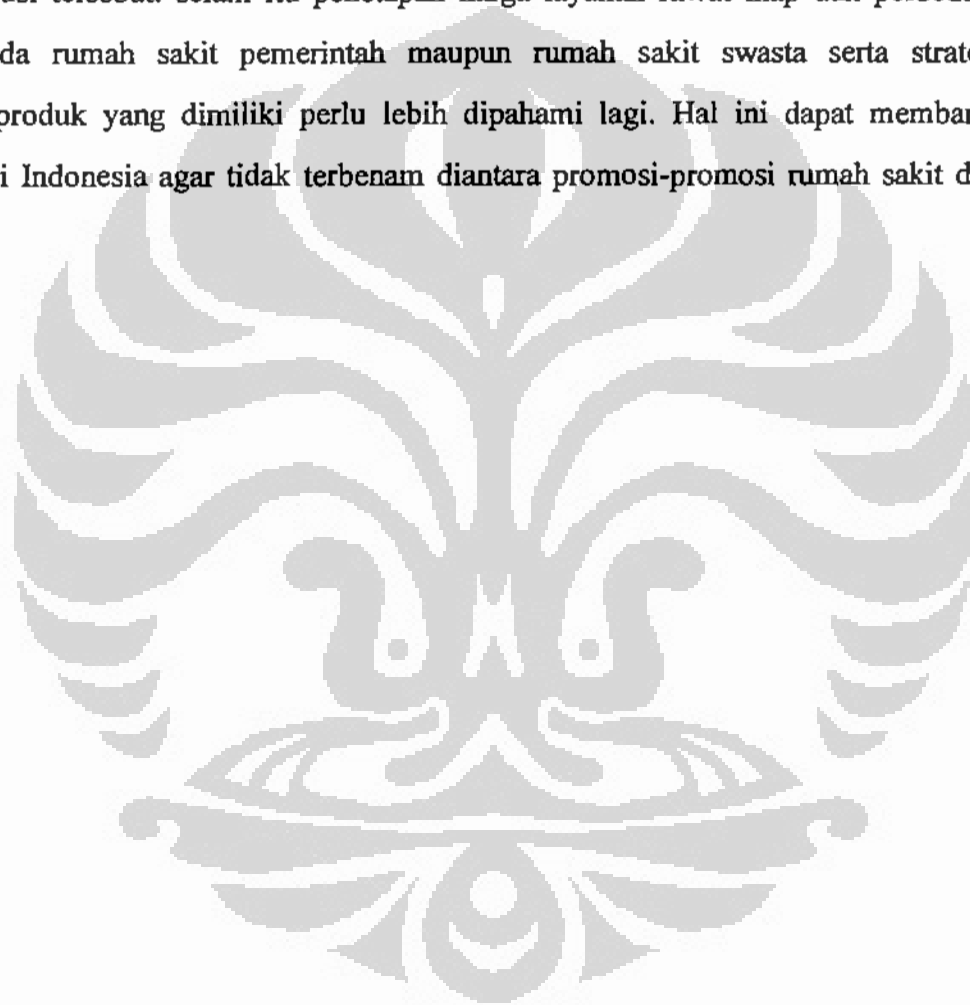 da rumah sakit pemerintah maupun rumah sakit swasta serta strat
produk yang dimiliki perlu lebih dipahami lagi. Hal ini dapat memba
i Indonesia agar tidak terbenam diantara promosi-promosi rumah sakit d